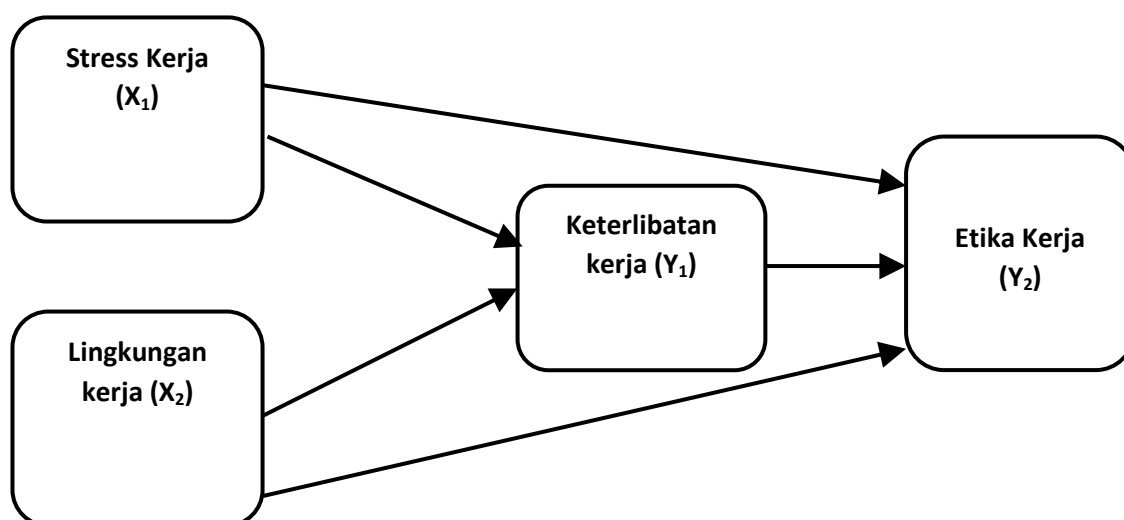 Stress Kerja
(X₁)
Keterlibatan
kerja (Y₁)
Etika Kerja
(Y₂)
Lingkungan
kerja (X₂)